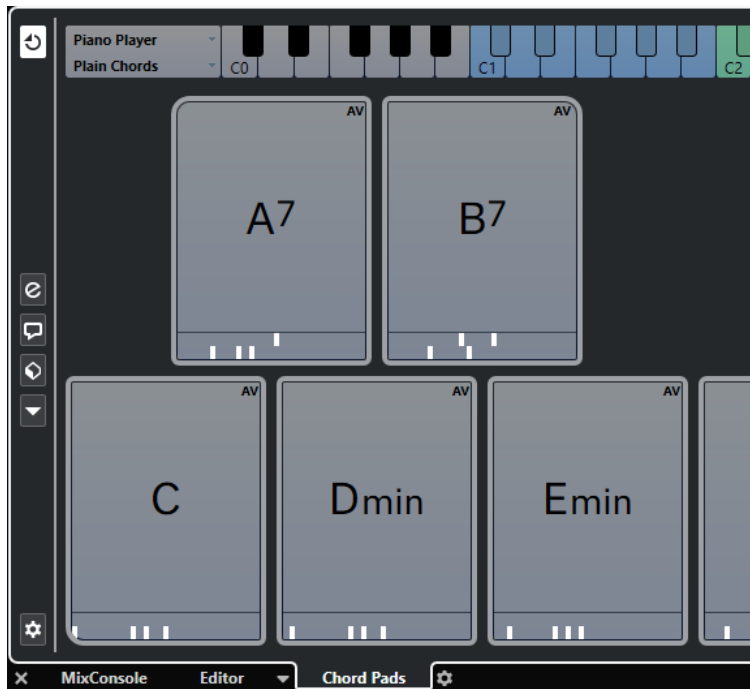 Piano Player
Plain Chords
C0
C1
C2
AV
A7
AV
B7
AV
C
AV
Dmin
AV
Emin
MixConsole
Editor
Chord Pads